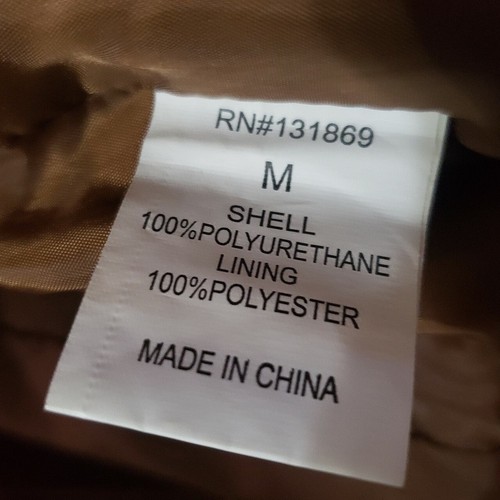 RN#131869
M
SHELL
100%POLYURETHANE
LINING
100%POLYESTER
MADE IN CHINA